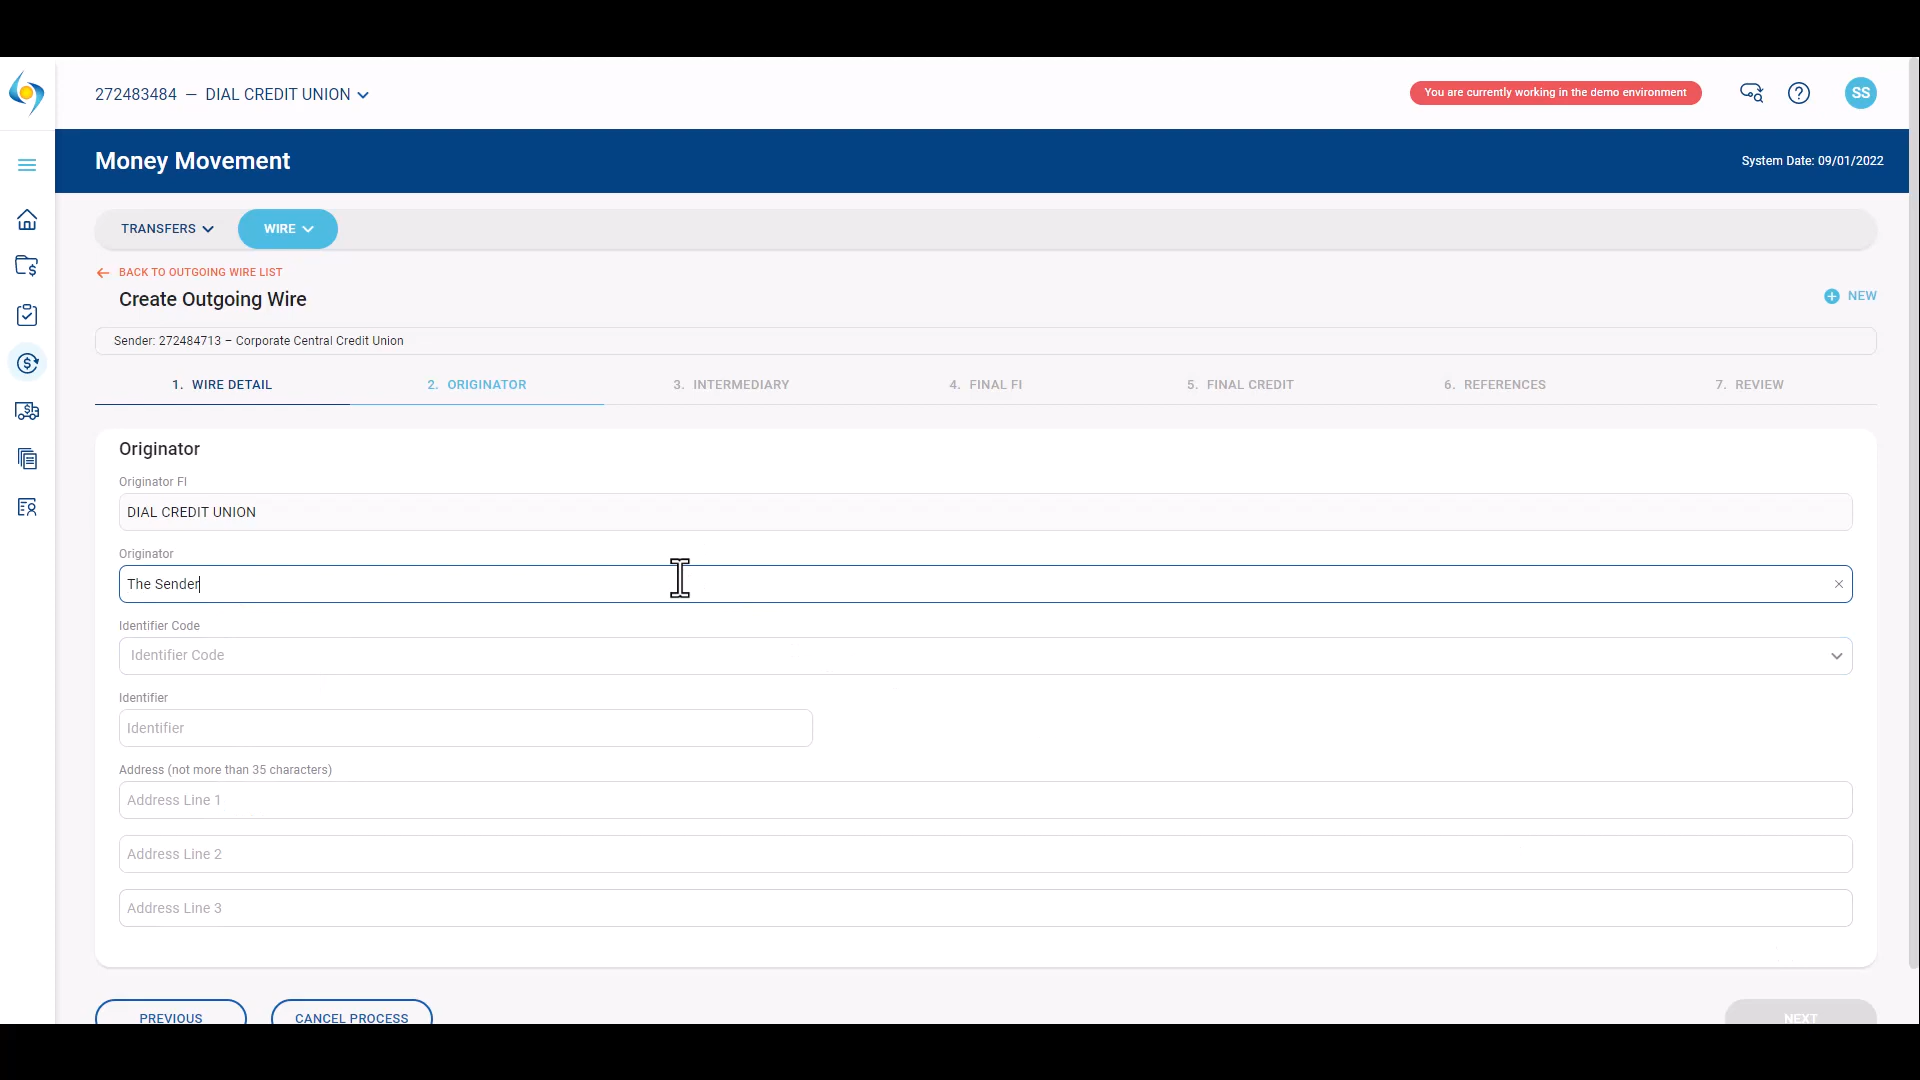 272483484 — DIAL CREDIT UNION
You are currently working in the demo environment
SS
Money Movement
System Date: 09/01/2022
TRANSFERS
WIRE
BACK TO OUTGOING WIRE LIST
Create Outgoing Wire
NEW
Sender: 272484713 – Corporate Central Credit Union
1. WIRE DETAIL
2. ORIGINATOR
3. INTERMEDIARY
4. FINAL FI
5. FINAL CREDIT
6. REFERENCES
7. REVIEW
Originator
Originator FI
DIAL CREDIT UNION
Originator
The Sender
Identifier Code
Identifier Code
Identifier
Identifier
Address (not more than 35 characters)
Address Line 1
Address Line 2
Address Line 3
PREVIOUS
CANCEL PROCESS
NEXT